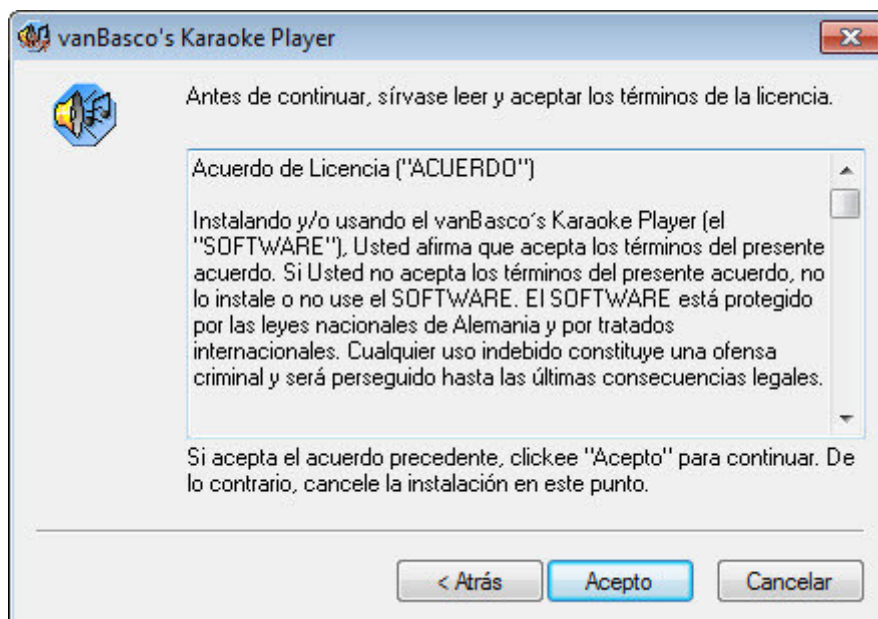 vanBasco's Karaoke Player
Antes de continuar, sírvase leer y aceptar los términos de la licencia.
Acuerdo de Licencia ("ACUERDO")
Instalando y/o usando el vanBasco's Karaoke Player (el
"SOFTWARE"), Usted afirma que acepta los términos del presente
acuerdo. Si Usted no acepta los términos del presente acuerdo, no
lo instale o no use el SOFTWARE. El SOFTWARE está protegido
por las leyes nacionales de Alemania y por tratados
internacionales. Cualquier uso indebido constituye una ofensa
criminal y será perseguido hasta las últimas consecuencias legales.
Si acepta el acuerdo precedente, clickee "Acepto" para continuar. De
lo contrario, cancele la instalación en este punto.
< Atrás Acepto Cancelar